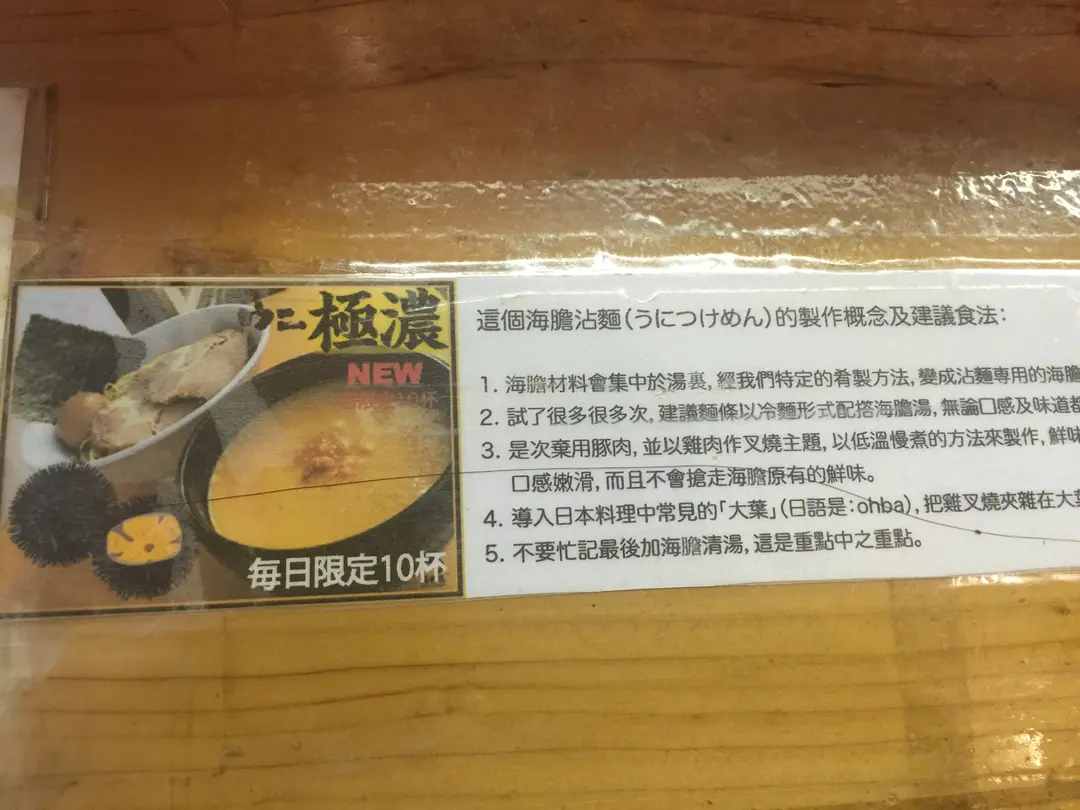 ウニ極濃
NEW
限定10杯
毎日限定10杯
這個海膽沾麵(うにつけめん)的製作概念及建議食法:
1. 海膽材料會集中於湯裏, 經我們特定的肴製方法, 變成沾麵專用的海膽
2. 試了很多很多次, 建議麵條以冷麵形式配搭海膽湯, 無論口感及味道都
3. 是次棄用豚肉, 並以雞肉作叉燒主題, 以低溫慢煮的方法來製作, 鮮味
口感嫩滑, 而且不會搶走海膽原有的鮮味。
4. 導入日本料理中常見的「大葉」(日語是:ohba), 把雞叉燒夾雜在大葉
5. 不要忙記最後加海膽清湯, 這是重點中之重點。